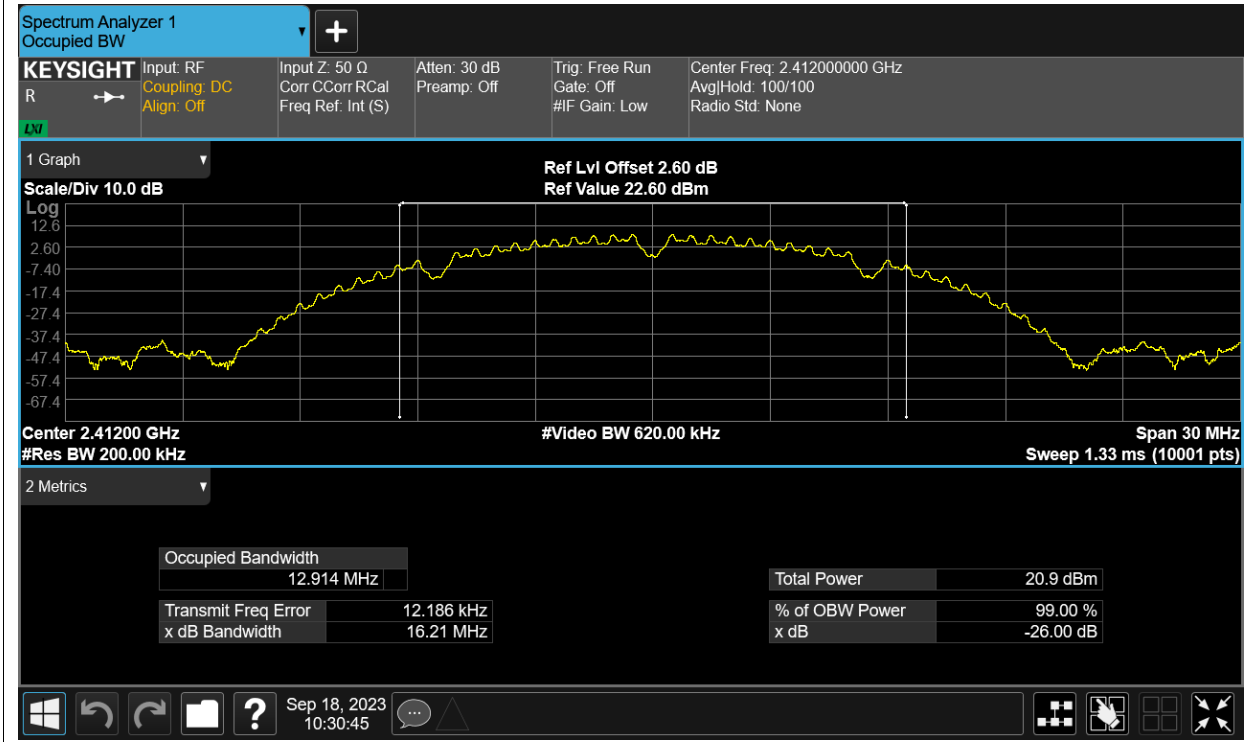 Spectrum Analyzer 1
Occupied BW
KEYSIGHT Input: RF Input Z: 50 Ω Atten: 30 dB Trig: Free Run Center Freq: 2.412000000 GHz
R Coupling: DC Corr CCorr RCal Preamp: Off Gate: Off Avg|Hold: 100/100
Align: Off Freq Ref: Int (S) #IF Gain: Low Radio Std: None
LXI
1 Graph
Ref Lvl Offset 2.60 dB
Scale/Div 10.0 dB Ref Value 22.60 dBm
Log
12.6
2.60
-7.40
-17.4
-27.4
-37.4
-47.4
-57.4
-67.4
Center 2.41200 GHz #Video BW 620.00 kHz Span 30 MHz
#Res BW 200.00 kHz Sweep 1.33 ms (10001 pts)
2 Metrics
Occupied Bandwidth
12.914 MHz Total Power 20.9 dBm
Transmit Freq Error 12.186 kHz % of OBW Power 99.00 %
x dB Bandwidth 16.21 MHz x dB -26.00 dB
Sep 18, 2023
10:30:45